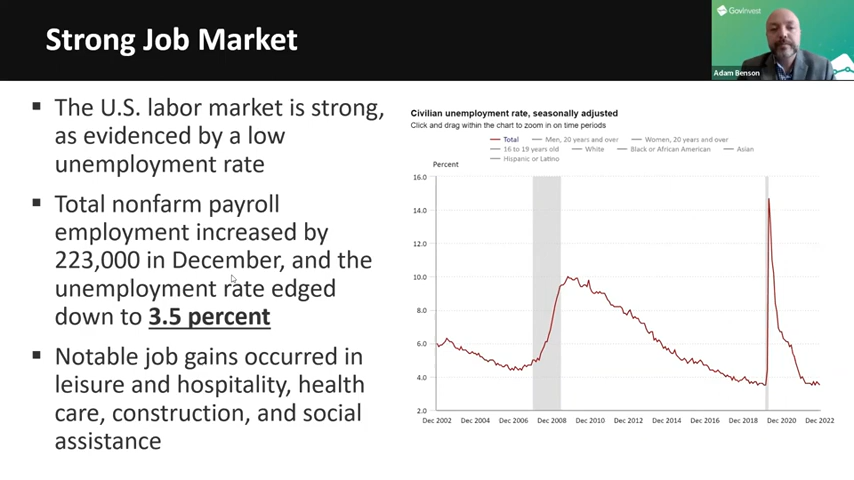 Strong Job Market
GovInvest
Adam Benson
▪ The U.S. labor market is strong,
as evidenced by a low
unemployment rate
▪ Total nonfarm payroll
employment increased by
223,000 in December, and the
unemployment rate edged
down to 3.5 percent
▪ Notable job gains occurred in
leisure and hospitality, health
care, construction, and social
assistance
Civilian unemployment rate, seasonally adjusted
Click and drag within the chart to zoom in on time periods
Total Men, 20 years and over Women, 20 years and over
16 to 19 years old White Black or African American Asian
Hispanic or Latino
Percent
16.0
14.0
12.0
10.0
8.0
6.0
4.0
2.0
Dec 2002 Dec 2004 Dec 2006 Dec 2008 Dec 2010 Dec 2012 Dec 2014 Dec 2016 Dec 2018 Dec 2020 Dec 2022